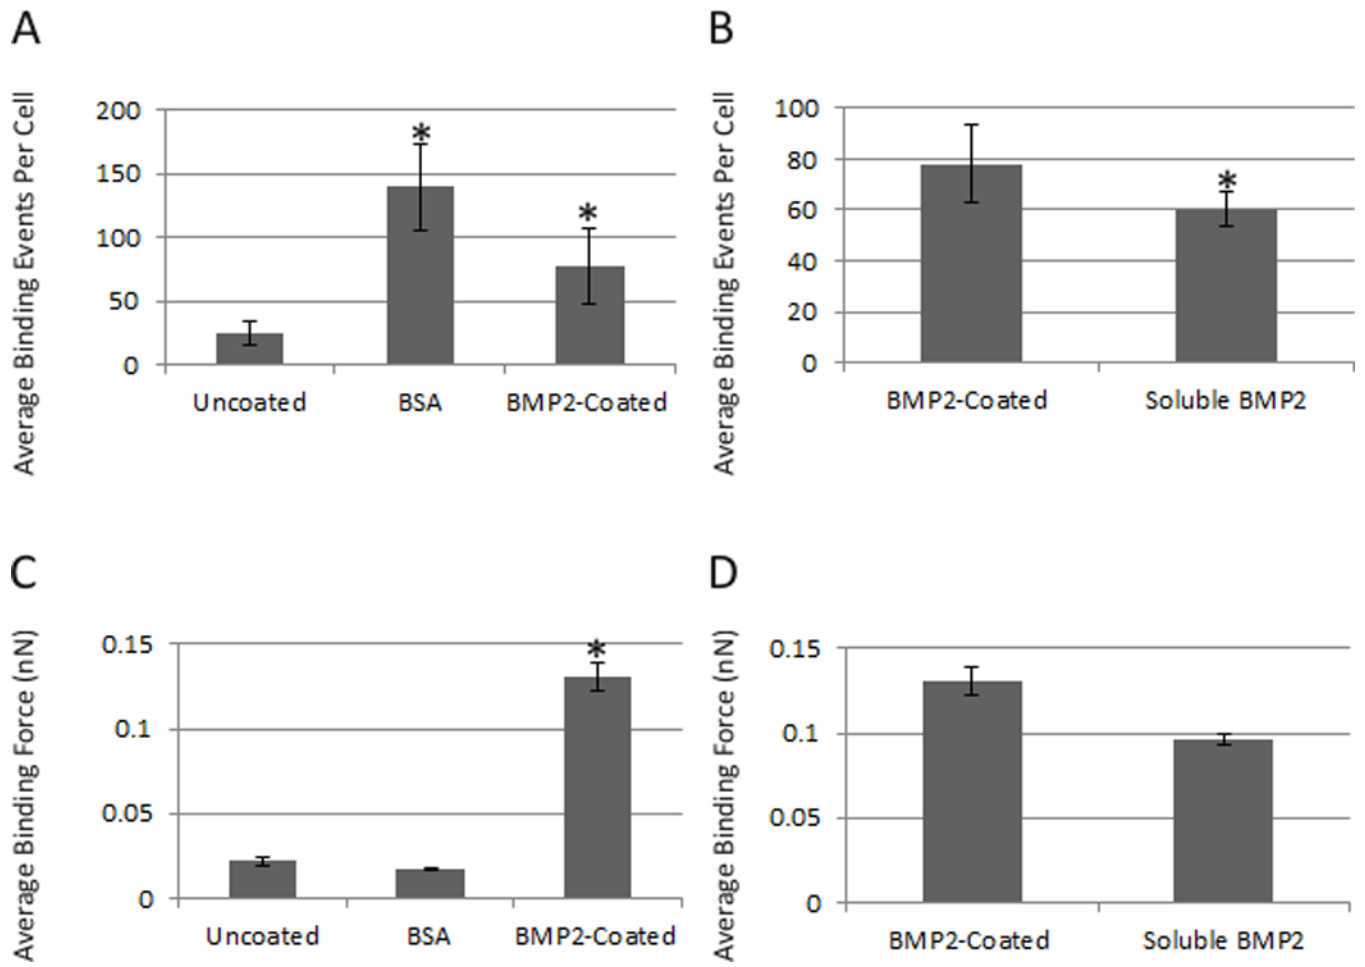 A
Average Binding Events Per Cell
200
150
100
50
0
*
*
Uncoated
BSA
BMP2-Coated
B
Average Binding Events Per Cell
100
80
60
40
20
0
*
BMP2-Coated
Soluble BMP2
C
Average Binding Force (nN)
0.15
0.1
0.05
0
*
Uncoated
BSA
BMP2-Coated
D
Average Binding Force (nN)
0.15
0.1
0.05
0
BMP2-Coated
Soluble BMP2